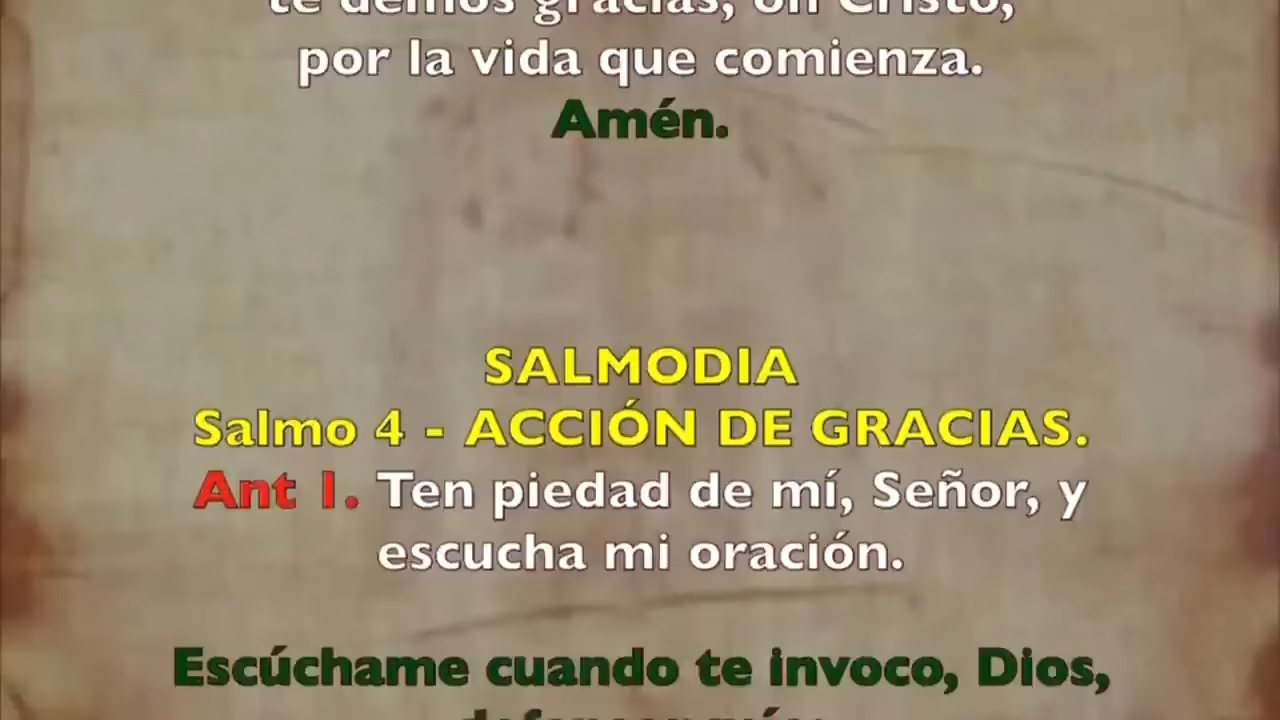 te demos gracias, oh Cristo,
por la vida que comienza.
Amén.
SALMODIA
Salmo 4 - ACCIÓN DE GRACIAS.
Ant 1. Ten piedad de mí, Señor, y
escucha mi oración.
Escúchame cuando te invoco, Dios,